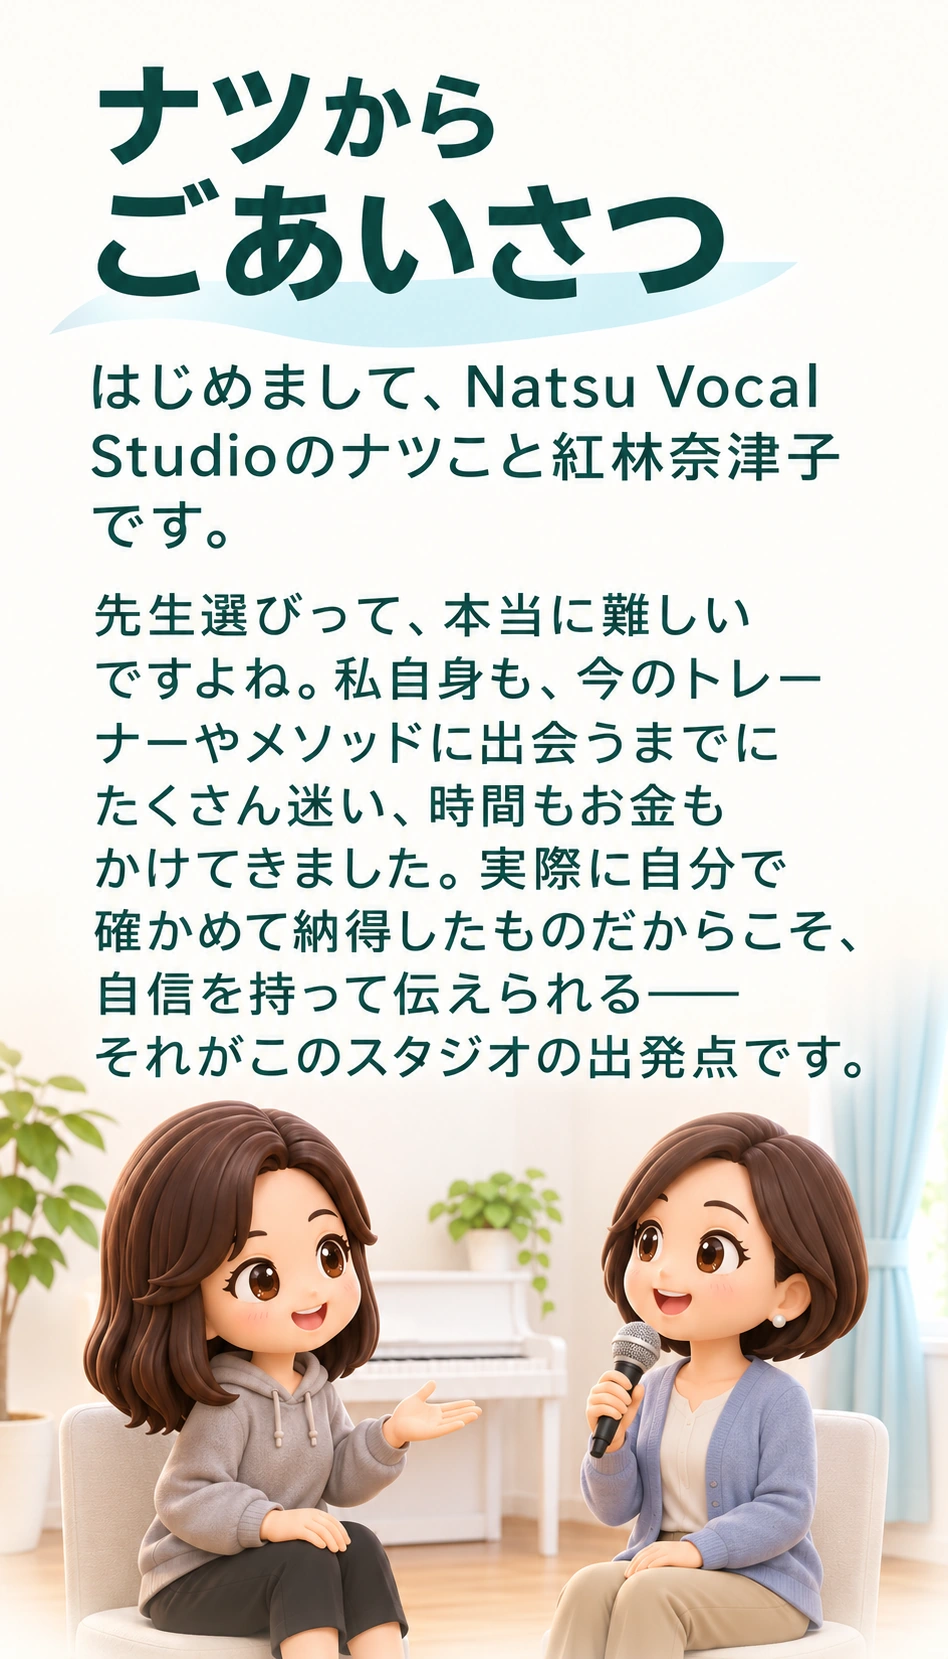 ナツから
ごあいさつ
はじめまして、Natsu Vocal
Studioのナツこと紅林奈津子
です。
先生選びって、本当に難しい
ですよね。私自身も、今のトレー
ナーやメソッドに出会うまでに
たくさん迷い、時間もお金も
かけてきました。実際に自分で
確かめて納得したものだからこそ、
自信を持って伝えられる——
それがこのスタジオの出発点です。